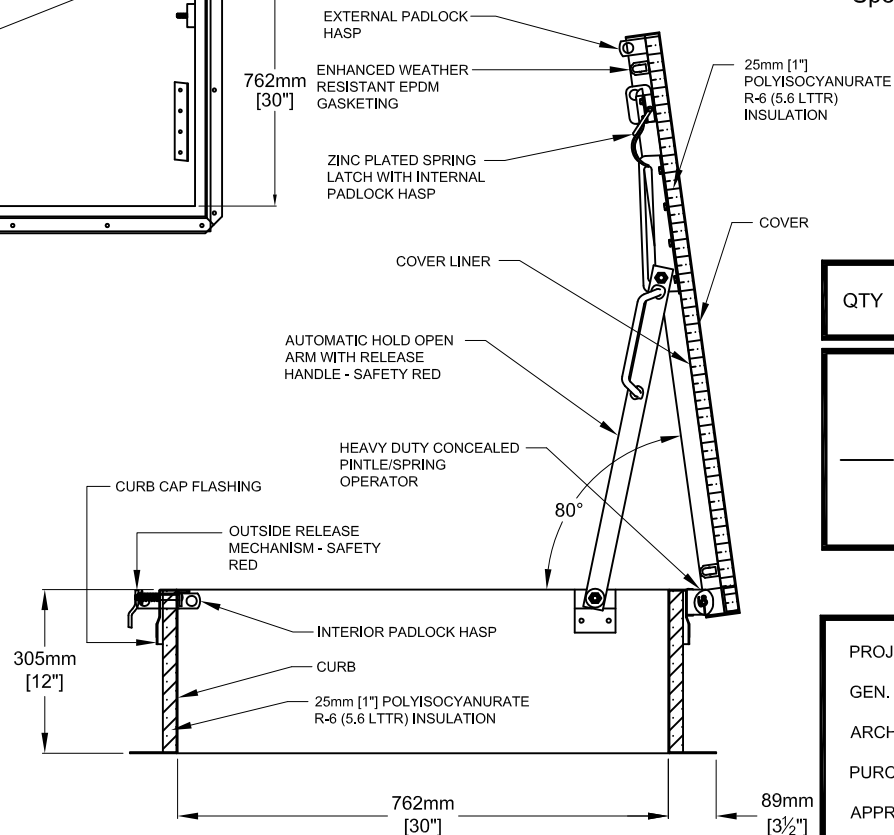 Spe
EXTERNAL PADLOCK
HASP
762mm
[30"]
ENHANCED WEATHER
RESISTANT EPDM
GASKETING
25mm [1"]
POLYISOCYANURATE
R-6 (5.6 LTTR)
INSULATION
ZINC PLATED SPRING
LATCH WITH INTERNAL
PADLOCK HASP
COVER
COVER LINER
QTY
AUTOMATIC HOLD OPEN
ARM WITH RELEASE
HANDLE - SAFETY RED
HEAVY DUTY CONCEALED
PINTLE/SPRING
OPERATOR
80°
CURB CAP FLASHING
OUTSIDE RELEASE
MECHANISM - SAFETY
RED
INTERIOR PADLOCK HASP
305mm
[12"]
CURB
25mm [1"] POLYISOCYANURATE
R-6 (5.6 LTTR) INSULATION
762mm
[30"]
89mm
[3½"]
PROJ
GEN.
ARCH
PURC
APPR